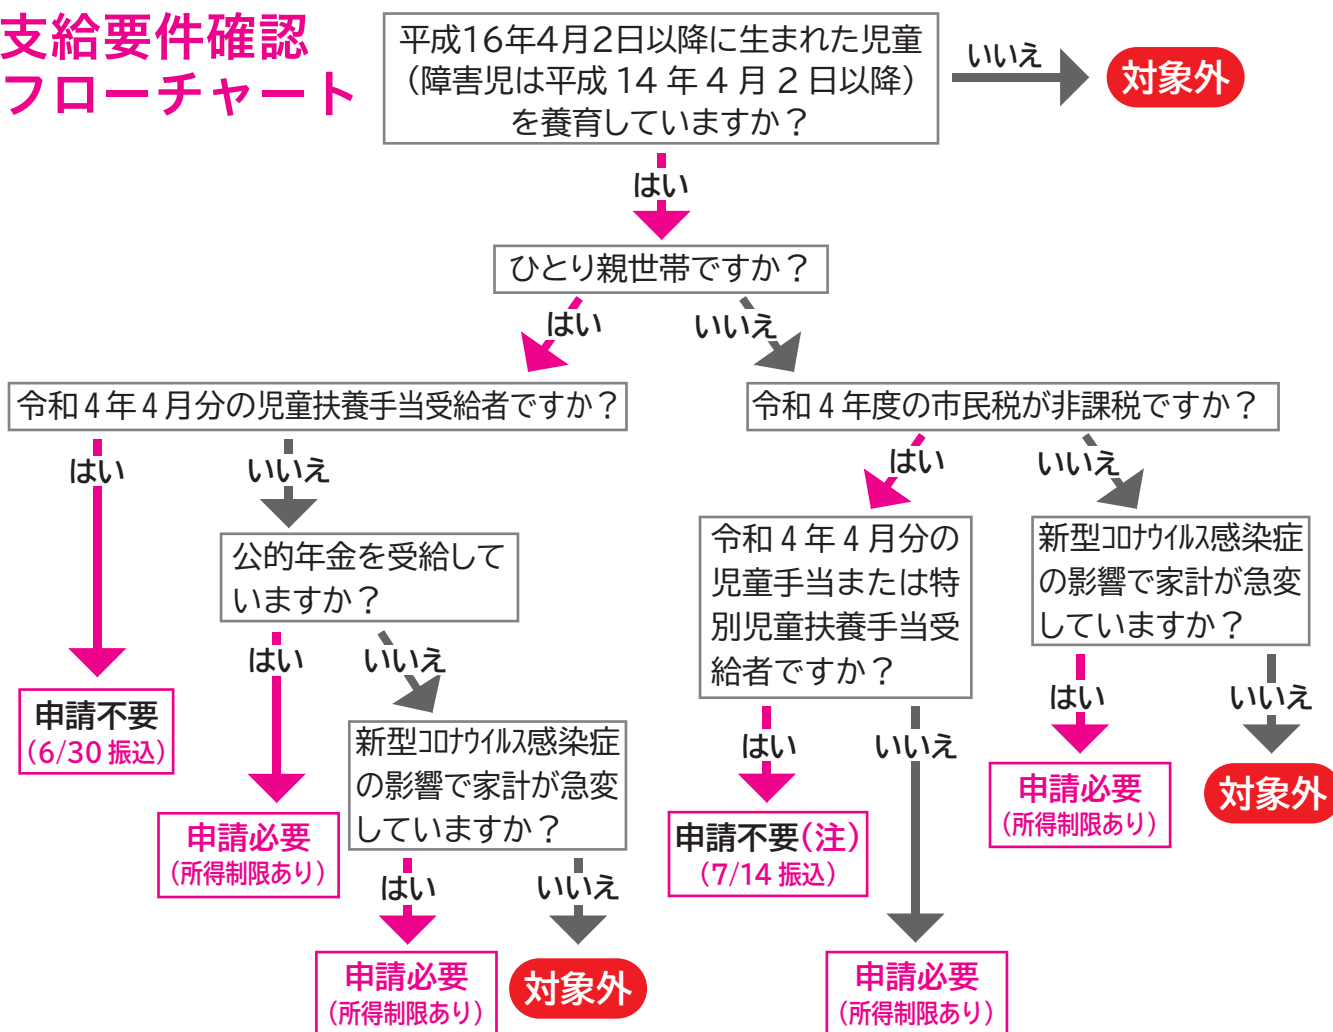 支給要件確認
フローチャート
平成16年4月2日以降に生まれた児童
（障害児は平成 14 年 4 月 2 日以降）
を養育していますか？
いいえ
対象外
はい
ひとり親世帯ですか？
はい
いいえ
令和４年４月分の児童扶養手当受給者ですか？
令和４年度の市民税が非課税ですか？
はい
いいえ
はい
いいえ
公的年金を受給して
いますか？
令和４年４月分の
児童手当または特
別児童扶養手当受
給者ですか？
新型ｺﾛﾅｳｲﾙｽ感染症
の影響で家計が急変
していますか？
はい
いいえ
はい
いいえ
はい
いいえ
申請不要
（6/30 振込）
新型ｺﾛﾅｳｲﾙｽ感染症
の影響で家計が急変
していますか？
申請必要
（所得制限あり）
対象外
申請必要
（所得制限あり）
申請不要（注）
（7/14 振込）
はい
いいえ
申請必要
（所得制限あり）
対象外
申請必要
（所得制限あり）